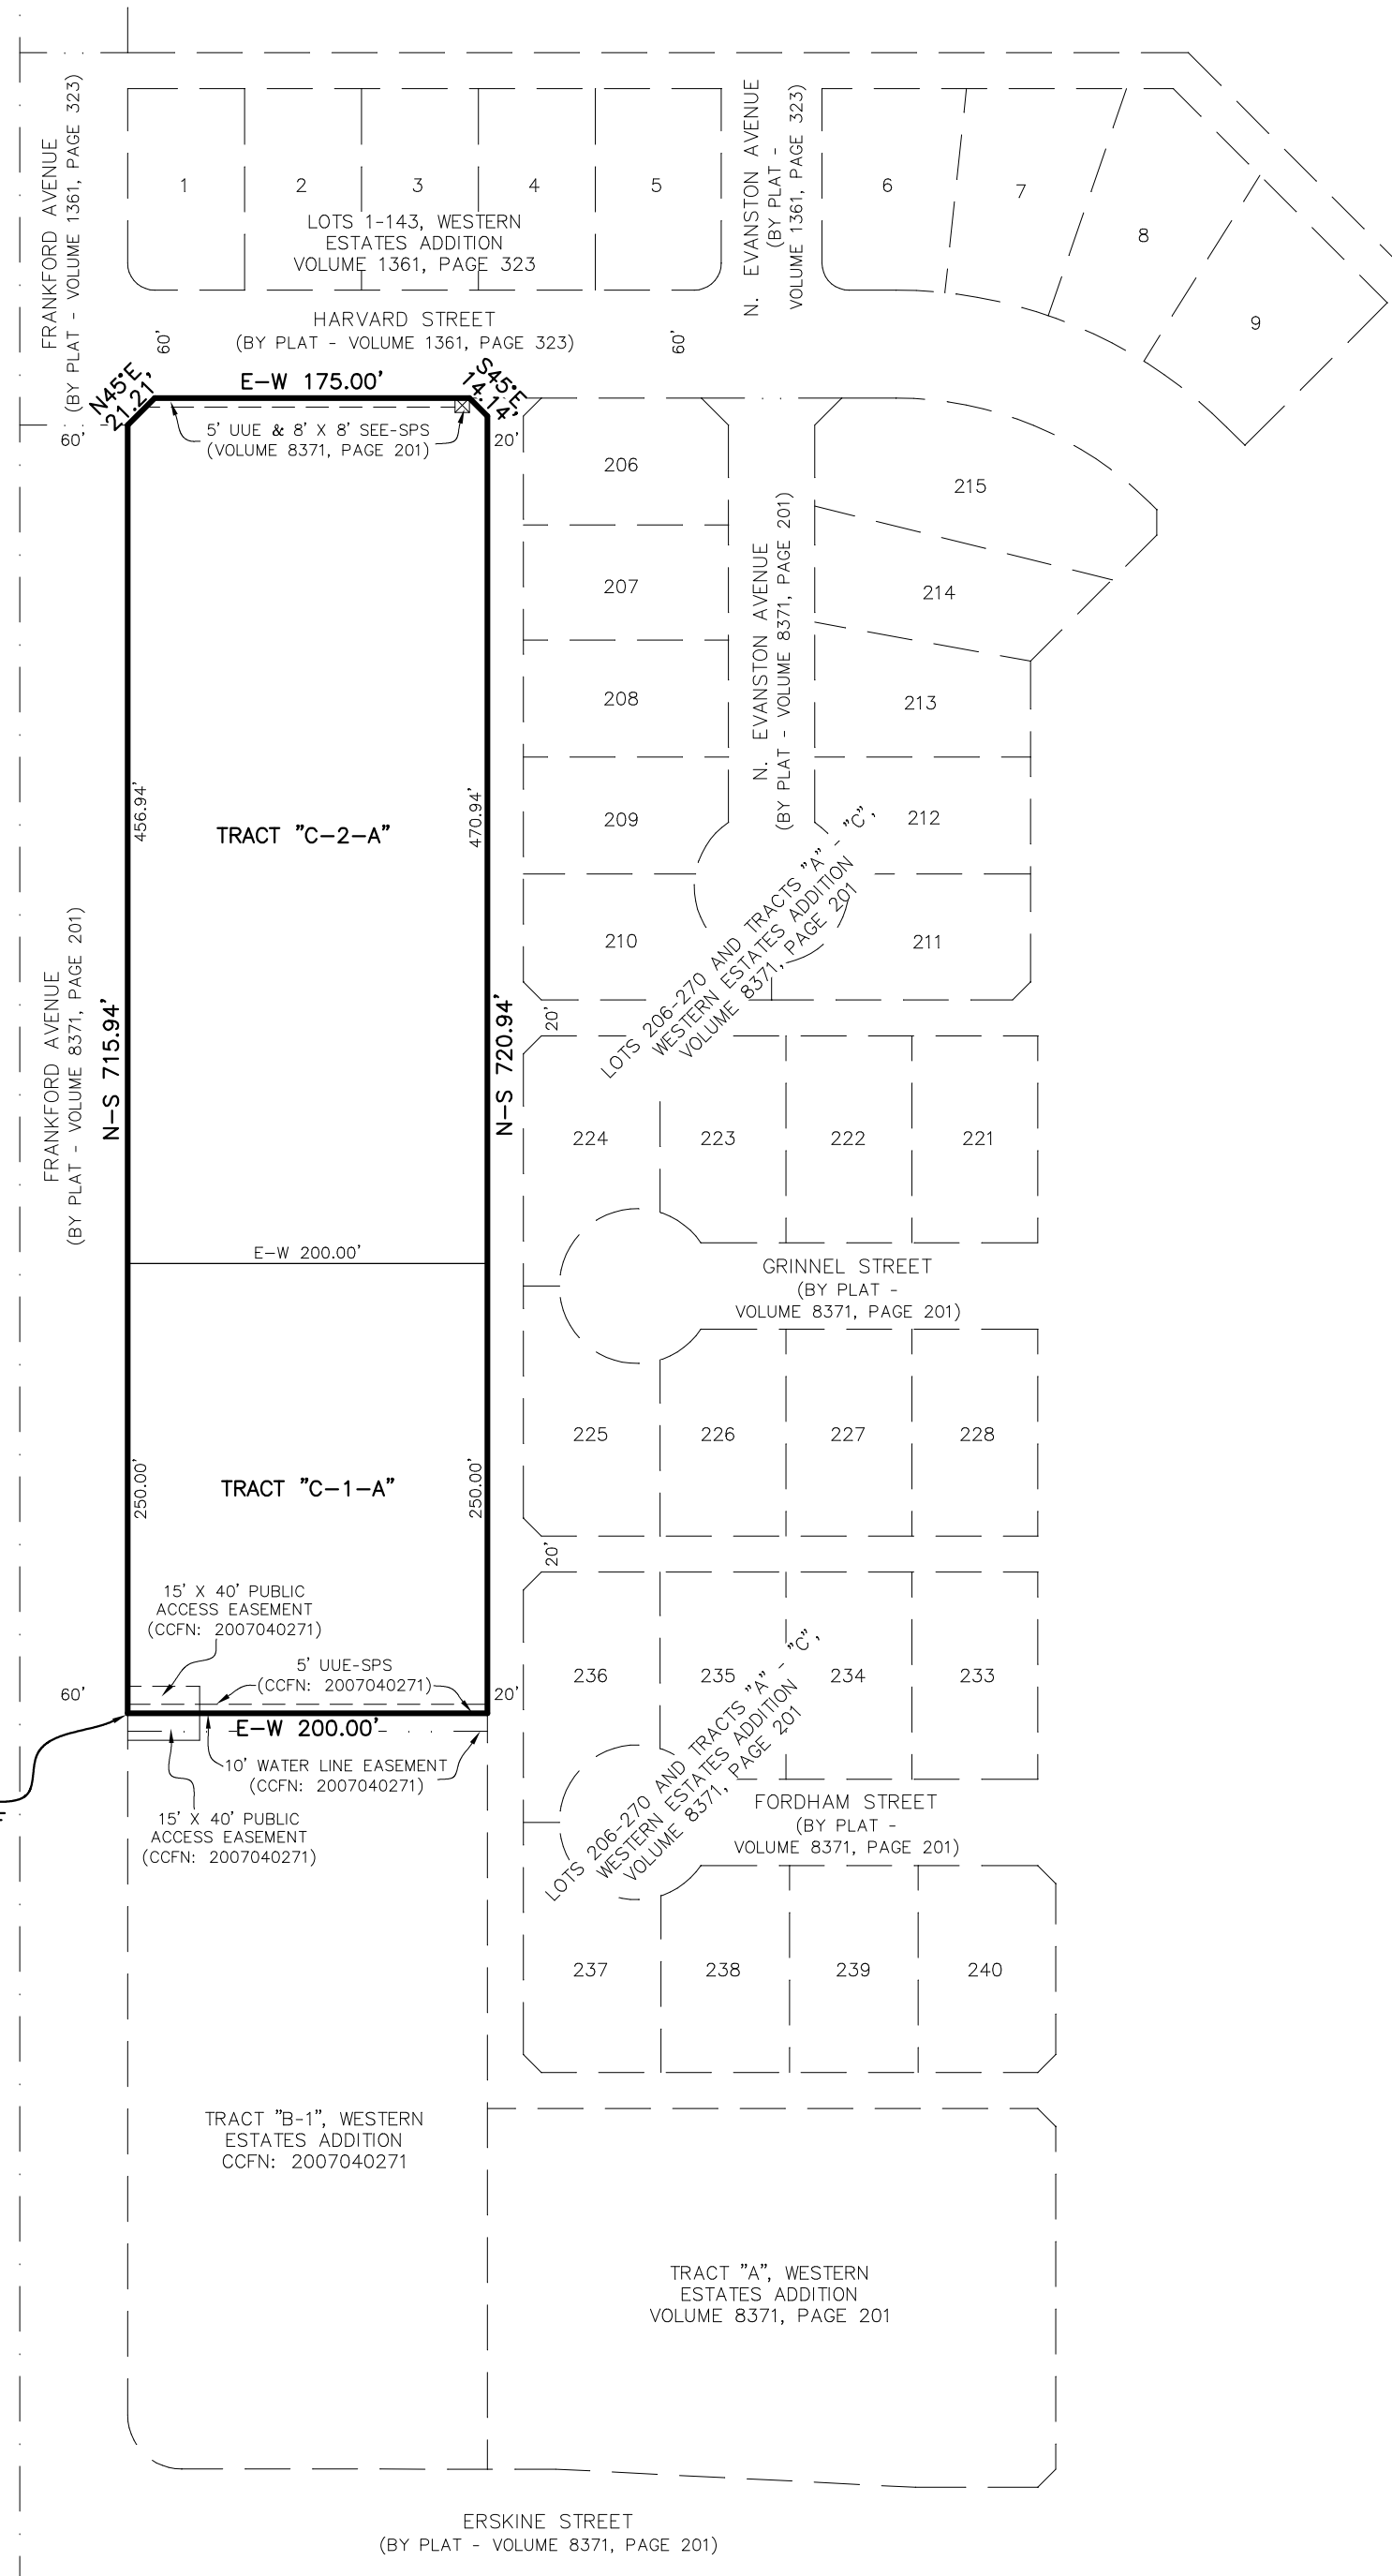 FRANKFORD AVENUE
(BY PLAT - VOLUME 1361, PAGE 323)
1
2
3
4
5
LOTS 1-143, WESTERN
ESTATES ADDITION
VOLUME 1361, PAGE 323
N. EVANSTON AVENUE
(BY PLAT -
VOLUME 1361, PAGE 323)
6
7
8
9
HARVARD STREET
(BY PLAT - VOLUME 1361, PAGE 323)
60'
60'
N45°E
21.21'
E-W 175.00'
S45°E
14.14'
60'
5' UUE & 8' X 8' SEE-SPS
(VOLUME 8371, PAGE 201)
20'
206
207
208
209
210
N. EVANSTON AVENUE
(BY PLAT - VOLUME 8371, PAGE 201)
215
214
213
212
211
456.94'
TRACT "C-2-A"
470.94'
LOTS 206-270 AND TRACTS "A" - "C",
WESTERN ESTATES ADDITION
VOLUME 8371, PAGE 201
FRANKFORD AVENUE
(BY PLAT - VOLUME 8371, PAGE 201)
N-S 715.94'
N-S 720.94'
20'
224
223
222
221
E-W 200.00'
GRINNEL STREET
(BY PLAT -
VOLUME 8371, PAGE 201)
225
226
227
228
250.00'
TRACT "C-1-A"
250.00'
20'
15' X 40' PUBLIC
ACCESS EASEMENT
(CCFN: 2007040271)
5' UUE-SPS
(CCFN: 2007040271)
60'
20'
236
235
234
233
E-W 200.00'
10' WATER LINE EASEMENT
(CCFN: 2007040271)
15' X 40' PUBLIC
ACCESS EASEMENT
(CCFN: 2007040271)
LOTS 206-270 AND TRACTS "A" - "C",
WESTERN ESTATES ADDITION
VOLUME 8371, PAGE 201
FORDHAM STREET
(BY PLAT -
VOLUME 8371, PAGE 201)
237
238
239
240
TRACT "B-1", WESTERN
ESTATES ADDITION
CCFN: 2007040271
TRACT "A", WESTERN
ESTATES ADDITION
VOLUME 8371, PAGE 201
ERSKINE STREET
(BY PLAT - VOLUME 8371, PAGE 201)